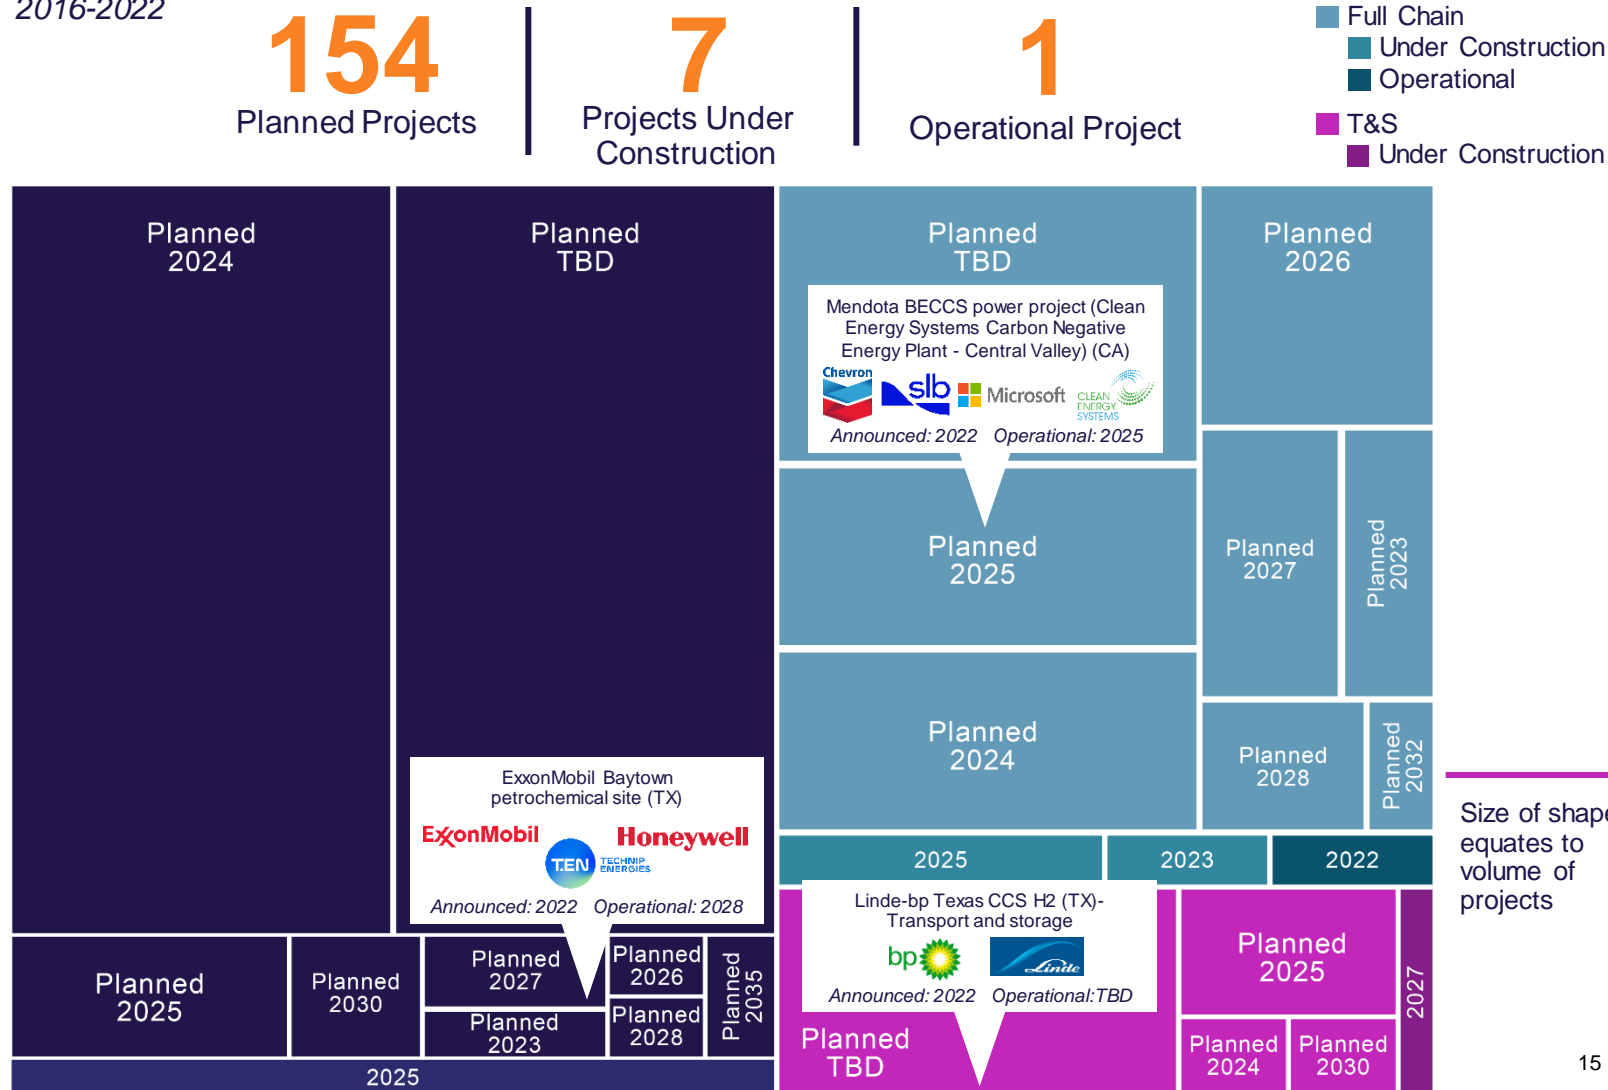 2016-2022
154
Planned Projects
7
Projects Under
Construction
1
Operational Project
Full Chain
Under Construction
Operational
T&S
Under Construction
Planned
2024
Planned
TBD
Planned
TBD
Planned
2026
Mendota BECCS power project (Clean
Energy Systems Carbon Negative
Energy Plant - Central Valley) (CA)
Chevron
slb
Microsoft
CLEAN
ENERGY
SYSTEMS
Announced: 2022 Operational: 2025
Planned
2025
Planned
2027
Planned
2023
Planned
2024
Planned
2028
Planned
2032
ExxonMobil Baytown
petrochemical site (TX)
ExxonMobil
Honeywell
T.EN
TECHNIP
ENERGIES
Announced: 2022 Operational: 2028
Size of shape
equates to
volume of
projects
2025
2023
2022
Linde-bp Texas CCS H2 (TX)-
Transport and storage
bp
Linde
Announced: 2022 Operational:TBD
Planned
TBD
Planned
2025
2027
Planned
2024
Planned
2030
Planned
2025
Planned
2030
Planned
2027
Planned
2023
Planned
2026
Planned
2028
Planned
2035
2025
15